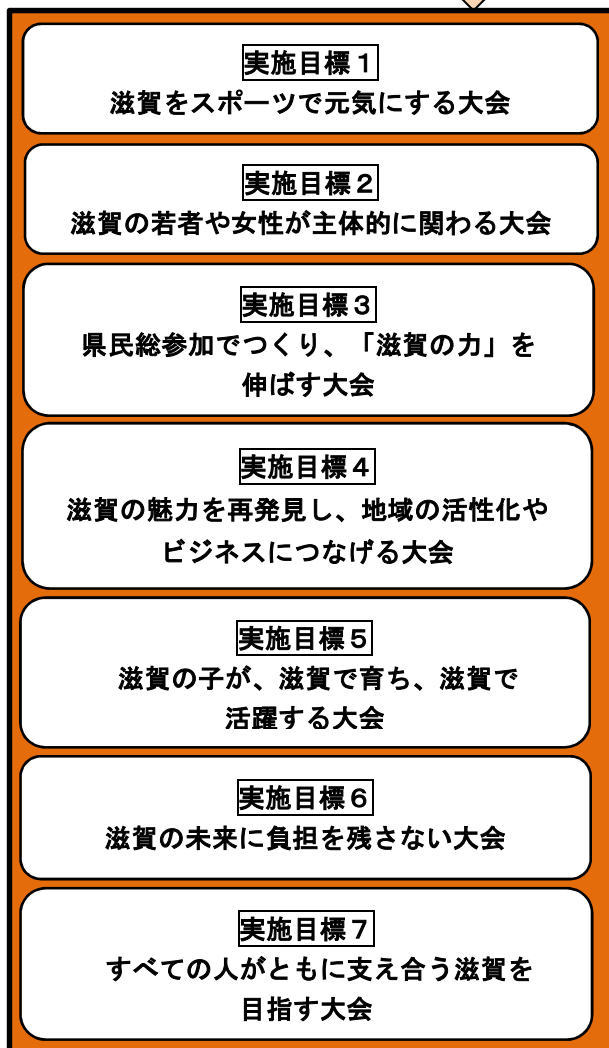 実施目標１
滋賀をスポーツで元気にする大会
実施目標２
滋賀の若者や女性が主体的に関わる大会
実施目標３
県民総参加でつくり、「滋賀の力」を
伸ばす大会
実施目標４
滋賀の魅力を再発見し、地域の活性化や
ビジネスにつなげる大会
実施目標５
滋賀の子が、滋賀で育ち、滋賀で
活躍する大会
実施目標６
滋賀の未来に負担を残さない大会
実施目標７
すべての人がともに支え合う滋賀を
目指す大会